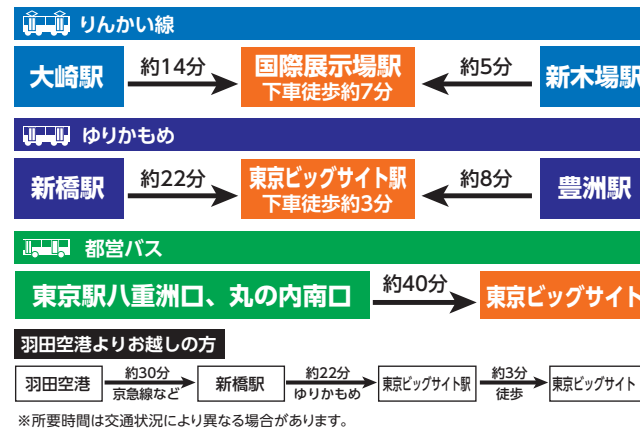 りんかい線
大崎駅 約14分 国際展示場駅 約5分 新木場駅
下車徒歩約7分
ゆりかもめ
新橋駅 約22分 東京ビッグサイト駅 約8分 豊洲駅
下車徒歩約3分
都営バス
東京駅八重洲口、丸の内南口 約40分 東京ビッグサイト
羽田空港よりお越しの方
羽田空港 約30分 京急線など 新橋駅 約22分 ゆりかもめ 東京ビッグサイト駅 約3分 徒歩 東京ビッグサイト
※所要時間は交通状況により異なる場合があります。